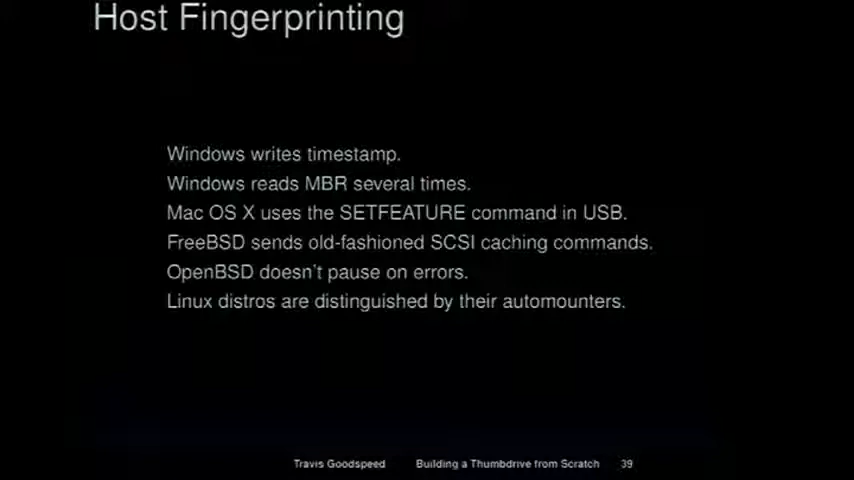 Host Fingerprinting
Windows writes timestamp.
Windows reads MBR several times.
Mac OS X uses the SETFEATURE command in USB.
FreeBSD sends old-fashioned SCSI caching commands.
OpenBSD doesn't pause on errors.
Linux distros are distinguished by their automounters.
Travis Goodspeed Building a Thumbdrive from Scratch 39